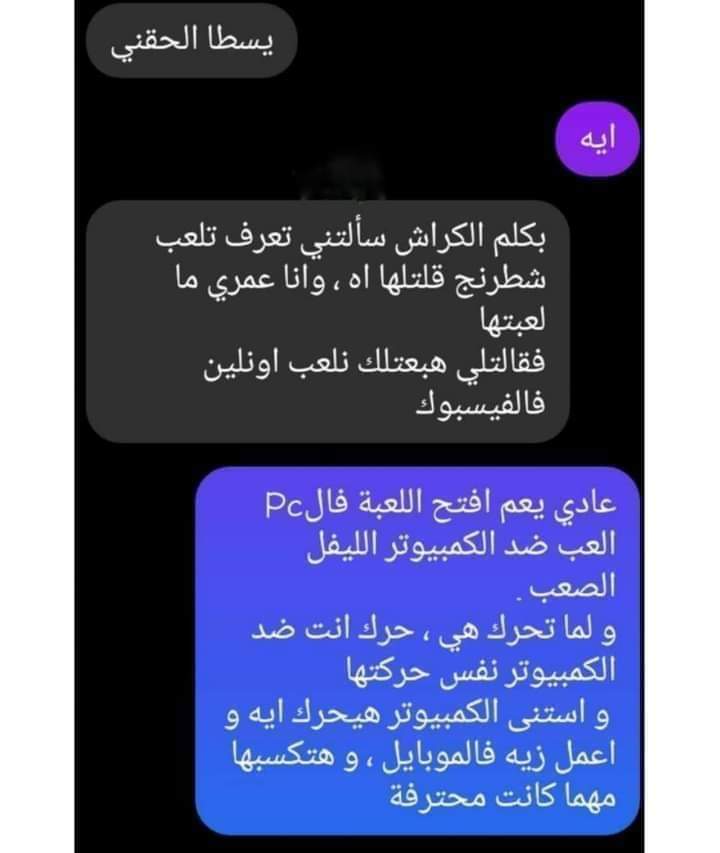 يسطا الحقني
ايه
بكلم الكراش سألتني تعرف تلعب
شطرنج قلتلها اه ، وانا عمري ما
لعبتها
فقالتلي هبعتلك نلعب اونلين
فالفيسبوك
عادي يعم افتح اللعبة فالPc
العب ضد الكمبيوتر الليفل
الصعب .
و لما تحرك هي ، حرك انت ضد
الكمبيوتر نفس حركتها
و استنى الكمبيوتر هيحرك ايه و
اعمل زيه فالموبايل ، و هتكسبها
مهما كانت محترفة